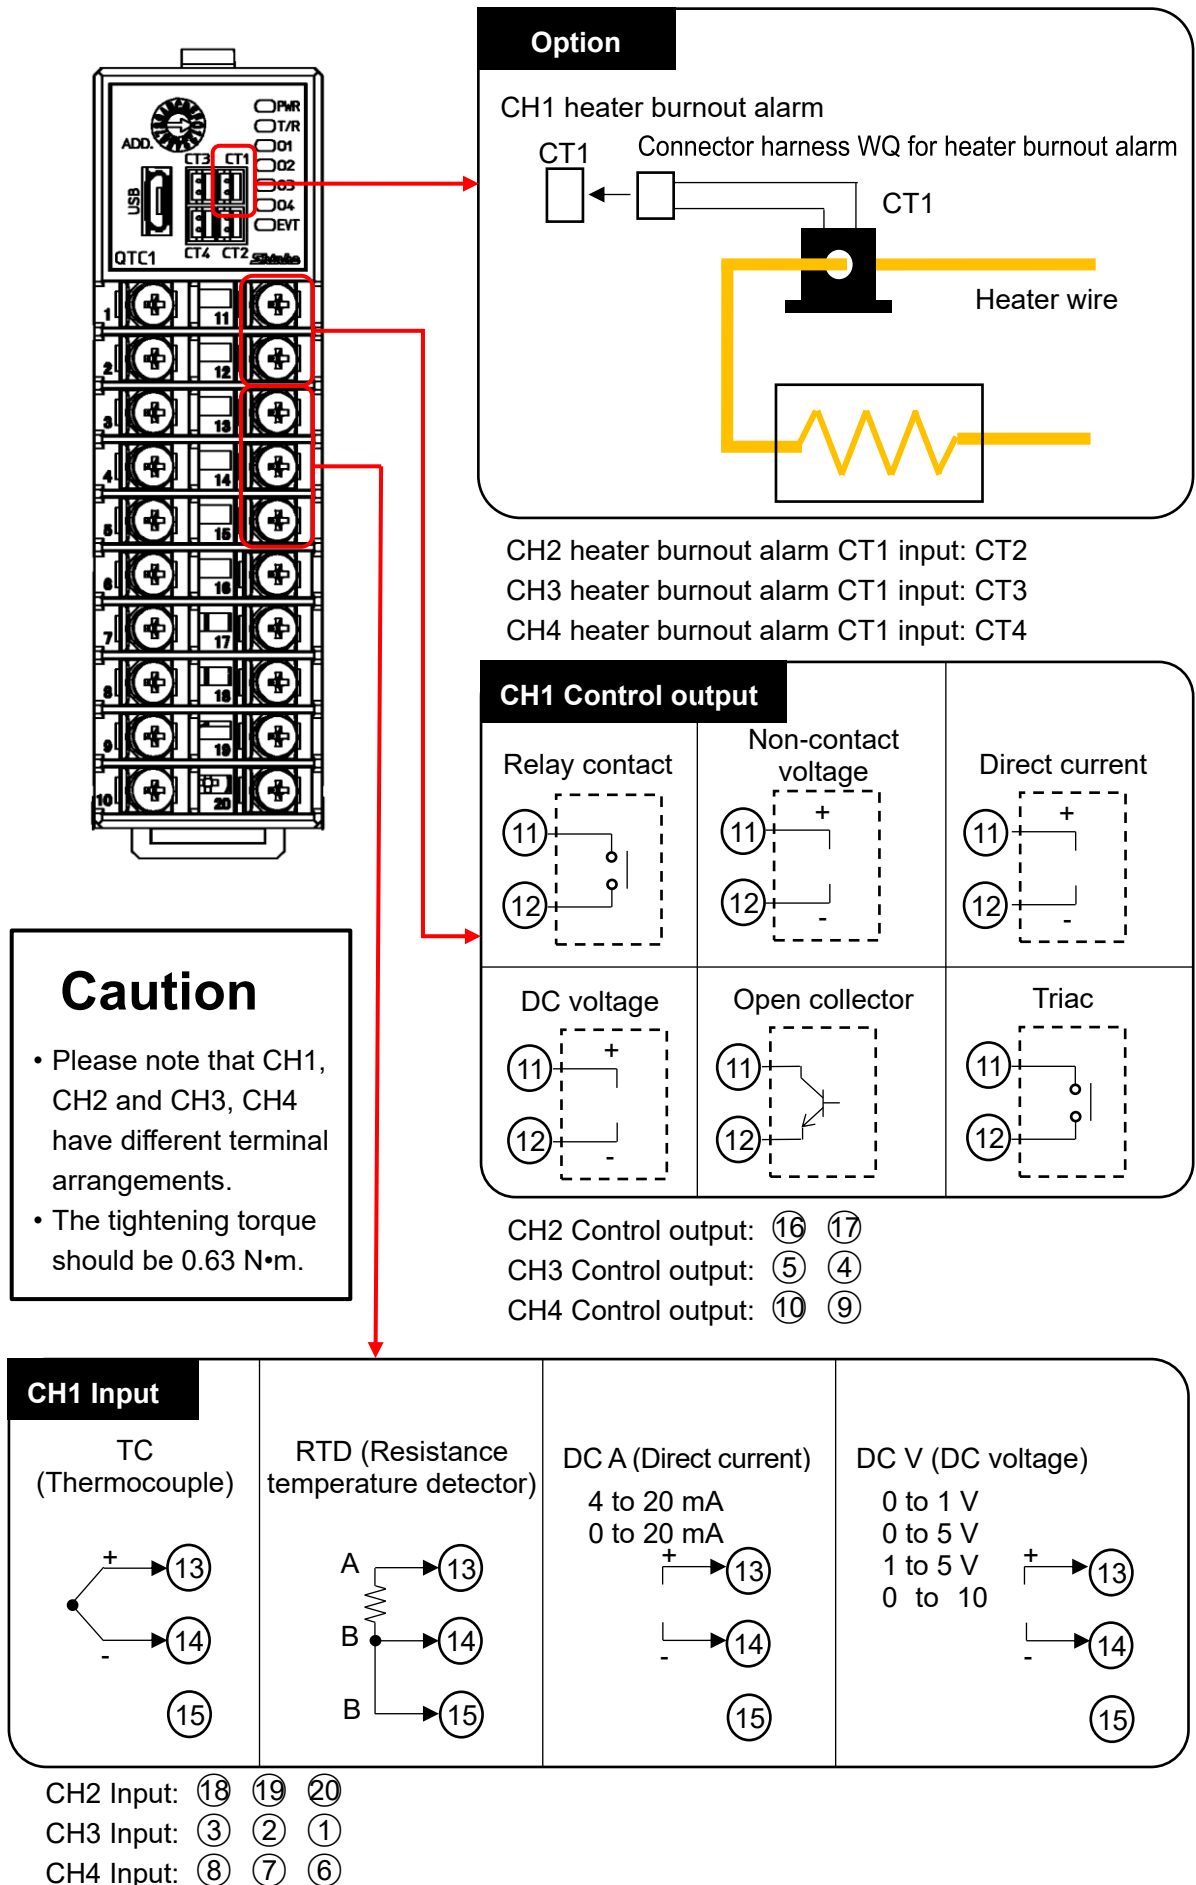 Option
CH1 heater burnout alarm
CT1
Connector harness WQ for heater burnout alarm
CT1
Heater wire
PWR
T/R
O1
O2
O3
O4
EVT
ADD.
CT3 CT1
USB
CT4 CT2
QTC1
Shinko
1
11
2
12
3
13
4
14
5
15
6
16
7
17
8
18
9
19
10
20
CH2 heater burnout alarm CT1 input: CT2
CH3 heater burnout alarm CT1 input: CT3
CH4 heater burnout alarm CT1 input: CT4
CH1 Control output
Relay contact
11
12
Non-contact
voltage
11
12
+
-
Direct current
11
12
+
-
DC voltage
11
12
+
-
Open collector
11
12
Triac
11
12
CH2 Control output: ⑯ ⑰
CH3 Control output: ⑤ ④
CH4 Control output: ⑩ ⑨
Caution
• Please note that CH1,
CH2 and CH3, CH4
have different terminal
arrangements.
• The tightening torque
should be 0.63 N•m.
CH1 Input
TC
(Thermocouple)
+
13
14
-
15
RTD (Resistance
temperature detector)
A
13
B
14
B
15
DC A (Direct current)
4 to 20 mA
0 to 20 mA
+
13
14
-
15
DC V (DC voltage)
0 to 1 V
0 to 5 V
1 to 5 V
0 to 10
+
13
14
-
15
CH2 Input: ⑱ ⑲ ⑳
CH3 Input: ③ ② ①
CH4 Input: ⑧ ⑦ ⑥